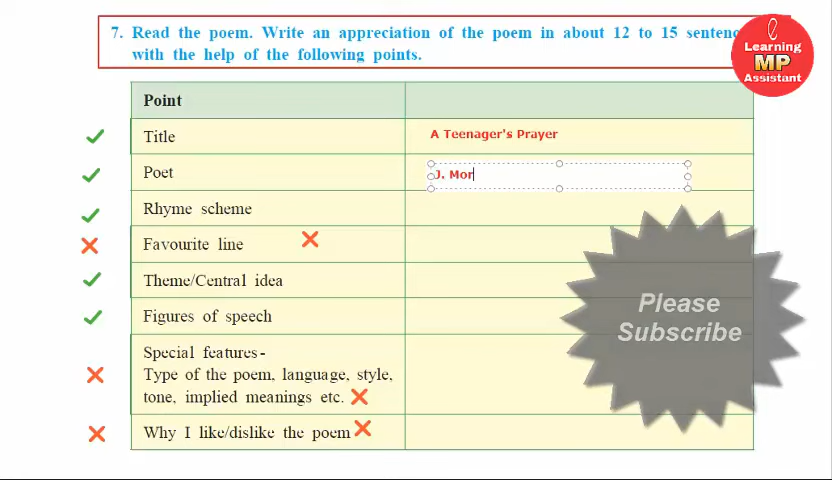 7. Read the poem. Write an appreciation of the poem in about 12 to 15
with the help of the following points.
Learning
MP
Assistant
Point
Title
A Teenager's Prayer
Poet
J. Mor
Rhyme scheme
Favourite line
Theme/Central idea
Figures of speech
Please
Subscribe
Special features-
Type of the poem, language, style,
tone, implied meanings etc.
Why I like/dislike the poem